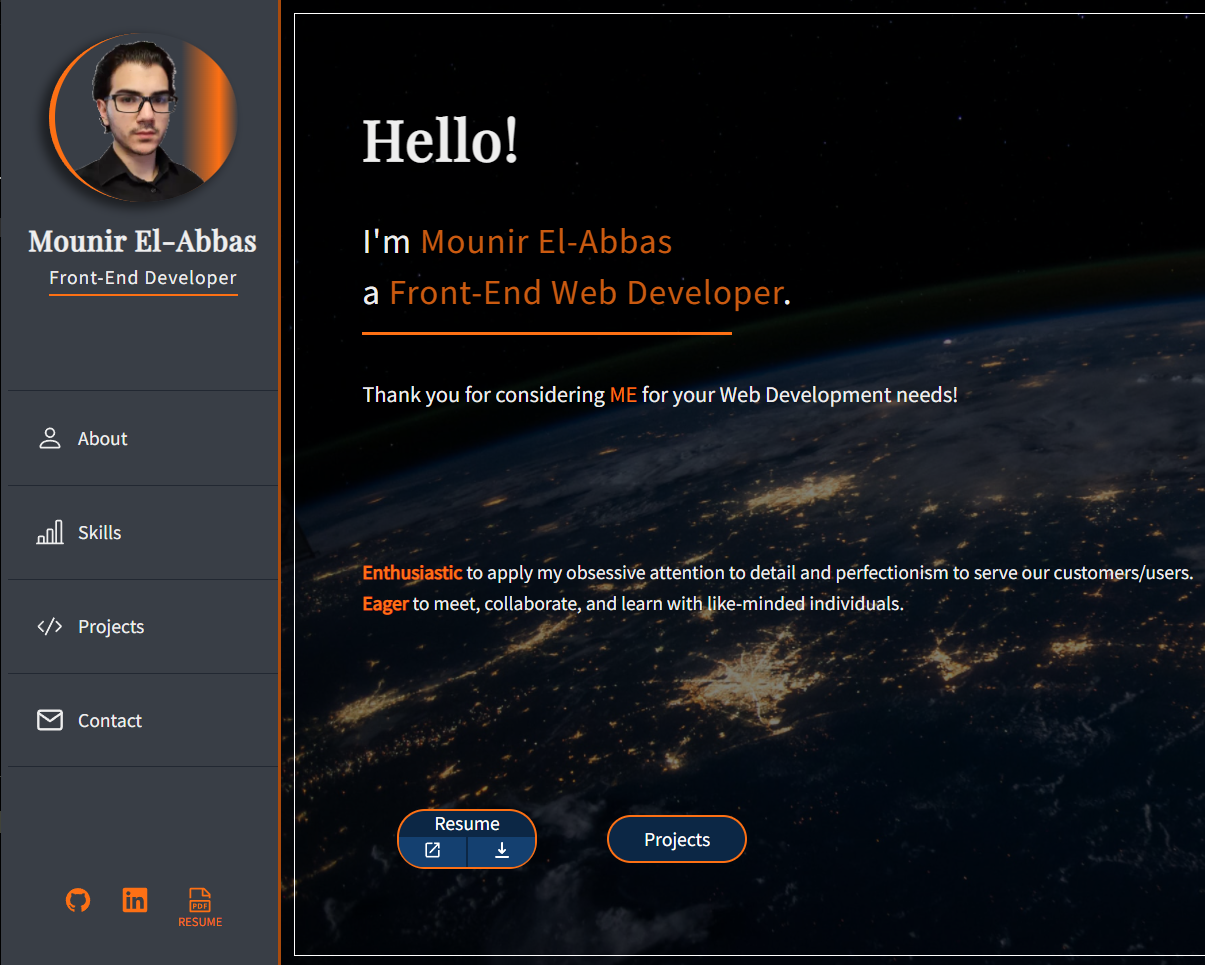 Mounir El-Abbas
Front-End Developer
About
Skills
Projects
Contact
PDF
RESUME
Hello!
I'm Mounir El-Abbas
a Front-End Web Developer.
Thank you for considering ME for your Web Development needs!
Enthusiastic to apply my obsessive attention to detail and perfectionism to serve our customers/users.
Eager to meet, collaborate, and learn with like-minded individuals.
Resume
Projects